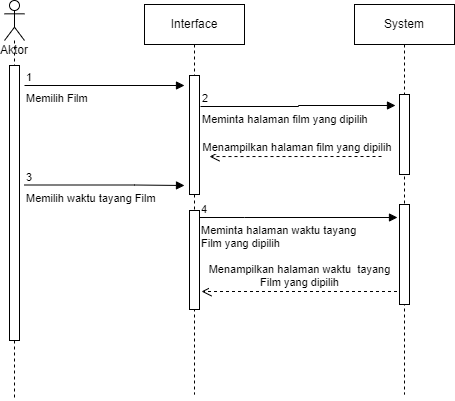 Interface
System
Aktor
1
Memilih Film
2
Meminta halaman film yang dipilih
Menampilkan halaman film yang dipilih
3
Memilih waktu tayang Film
4
Meminta halaman waktu tayang
Film yang dipilih
Menampilkan halaman waktu tayang
Film yang dipilih